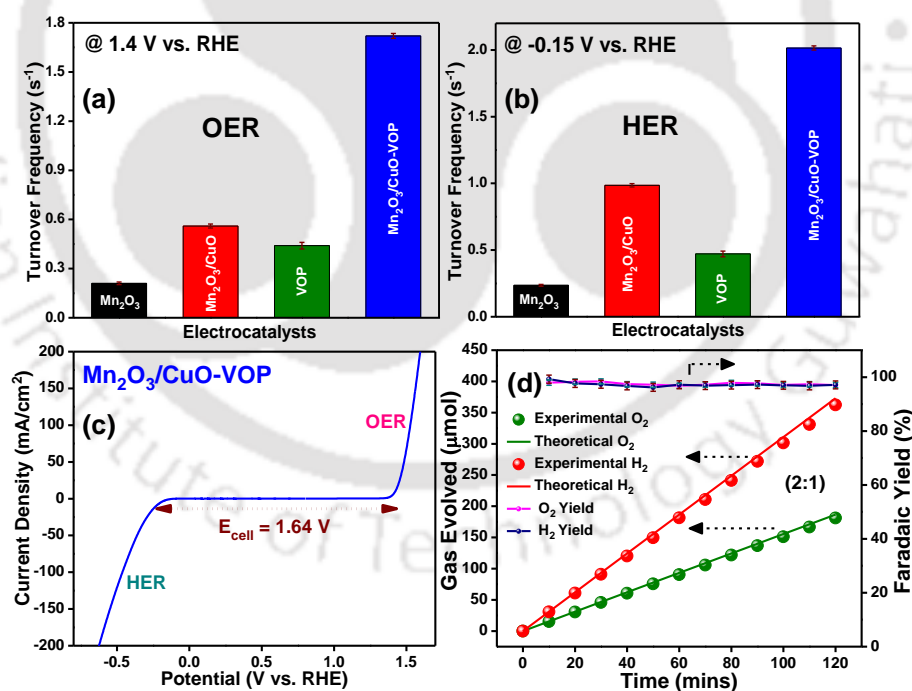 @ 1.4 V vs. RHE
(a)
OER
Turnover Frequency (s⁻¹)
1.8
1.5
1.2
0.9
0.6
0.3
0.0
Mn₂O₃
Mn₂O₃/CuO
VOP
Mn₂O₃/CuO-VOP
Electrocatalysts
@ -0.15 V vs. RHE
(b)
HER
Turnover Frequency (s⁻¹)
2.0
1.5
1.0
0.5
0.0
Mn₂O₃
Mn₂O₃/CuO
VOP
Mn₂O₃/CuO-VOP
Electrocatalysts
Mn₂O₃/CuO-VOP
(c)
OER
HER
E_cell = 1.64 V
Current Density (mA/cm²)
200
150
100
50
0
-50
-100
-150
-200
-0.5 0.0 0.5 1.0 1.5
Potential (V vs. RHE)
(d)
Experimental O₂
Theoretical O₂
Experimental H₂
Theoretical H₂
O₂ Yield
H₂ Yield
(2:1)
Gas Evolved (μmol)
450
400
350
300
250
200
150
100
50
0
0 20 40 60 80 100 120
Time (mins)
100
80
60
40
20
0
Faradaic Yield (%)
Institute of Technology Guwahati